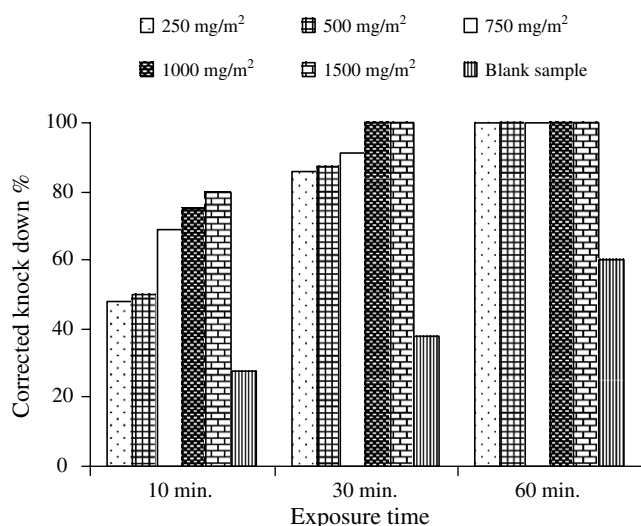 250 mg/m² 500 mg/m² 750 mg/m²
1000 mg/m² 1500 mg/m² Blank sample
Corrected knock down %
100
80
60
40
20
0
10 min. 30 min. 60 min.
Exposure time